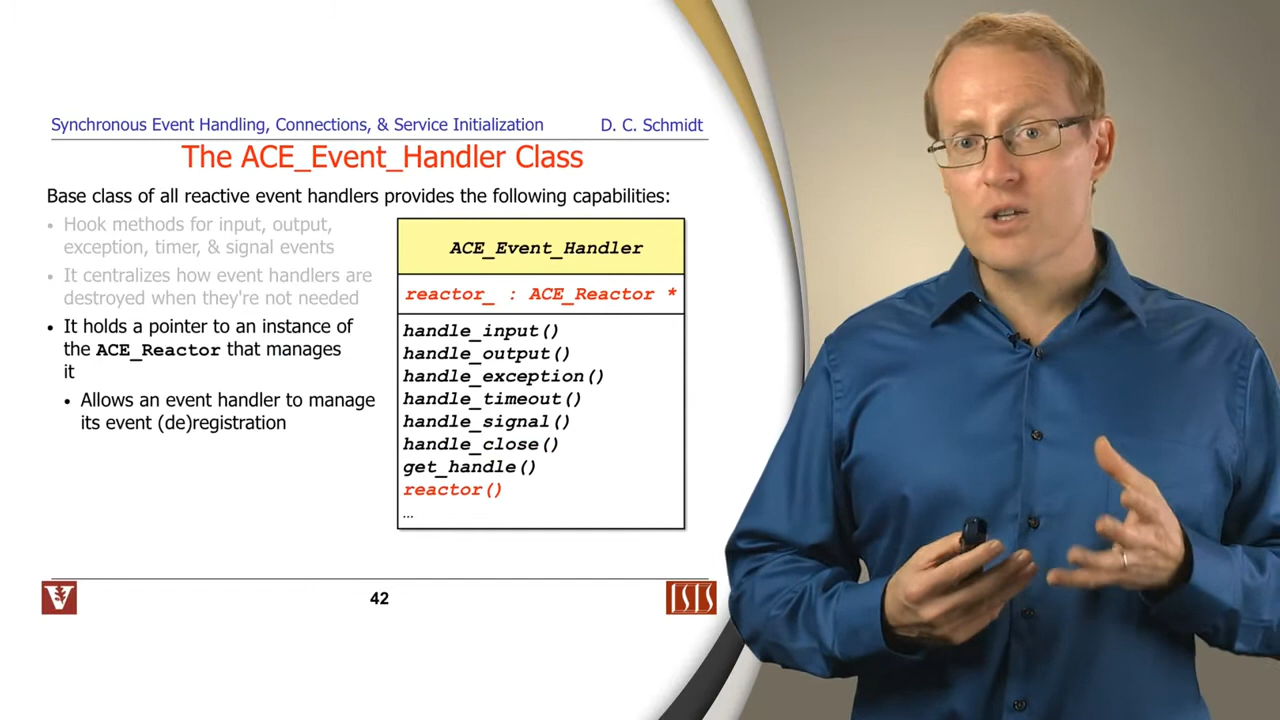 Synchronous Event Handling, Connections, & Service Initialization D. C. Schmidt
The ACE_Event_Handler Class
Base class of all reactive event handlers provides the following capabilities:
• Hook methods for input, output,
exception, timer, & signal events
• It centralizes how event handlers are
destroyed when they're not needed
• It holds a pointer to an instance of
the ACE_Reactor that manages
it
• Allows an event handler to manage
its event (de)registration
ACE_Event_Handler
reactor_ : ACE_Reactor *
handle_input()
handle_output()
handle_exception()
handle_timeout()
handle_signal()
handle_close()
get_handle()
reactor()
…
V
42
ISIS